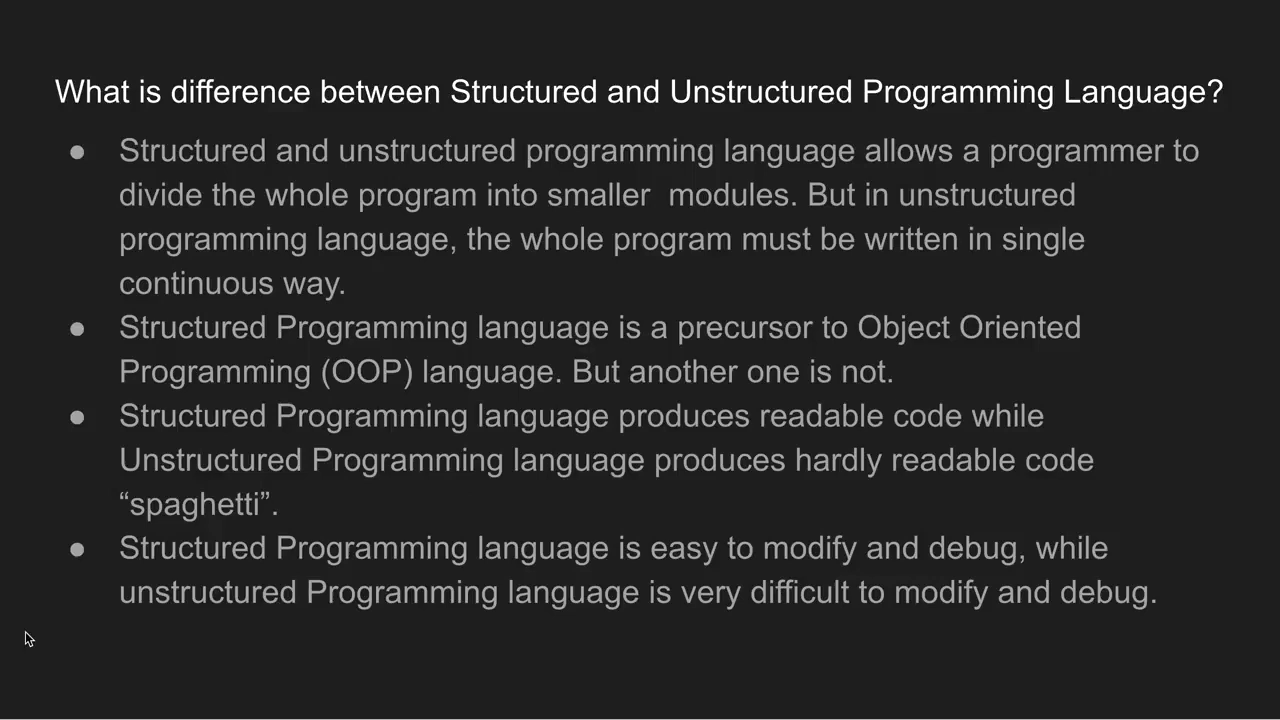 What is difference between Structured and Unstructured Programming Language?
● Structured and unstructured programming language allows a programmer to
divide the whole program into smaller  modules. But in unstructured
programming language, the whole program must be written in single
continuous way.
● Structured Programming language is a precursor to Object Oriented
Programming (OOP) language. But another one is not.
● Structured Programming language produces readable code while
Unstructured Programming language produces hardly readable code
“spaghetti”.
● Structured Programming language is easy to modify and debug, while
unstructured Programming language is very difficult to modify and debug.